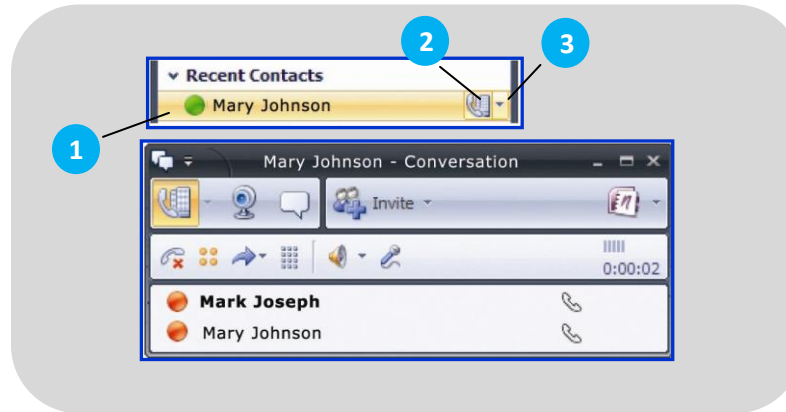 2
3
Recent Contacts
Mary Johnson
1
Mary Johnson - Conversation
Invite
0:00:02
Mark Joseph
Mary Johnson